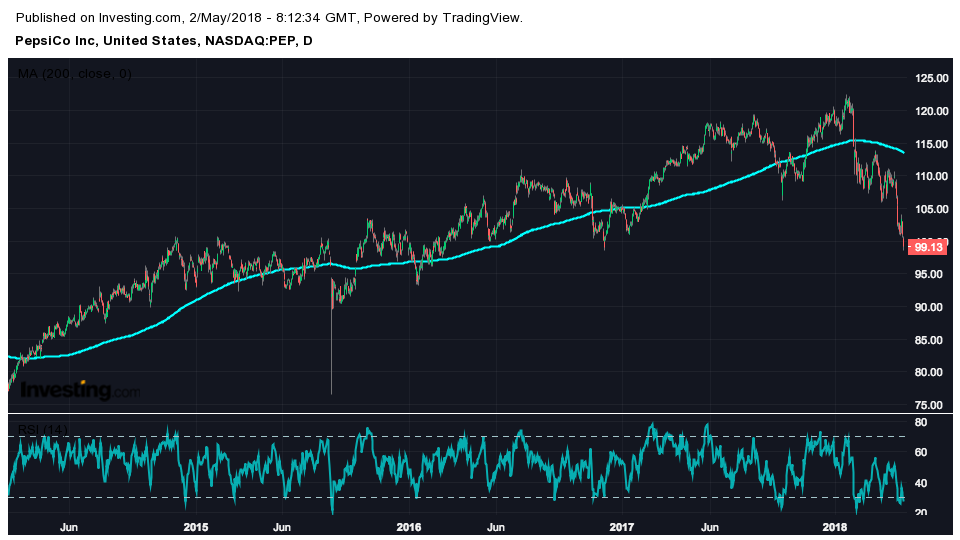 Published on Investing.com, 2/May/2018 - 8:12:34 GMT, Powered by TradingView.
PepsiCo Inc, United States, NASDAQ:PEP, D
MA (200, close, 0)
125.00
120.00
115.00
110.00
105.00
99.13
95.00
90.00
85.00
80.00
75.00
Investing.com
RSI (14)
80
60
40
20
Jun 2015 Jun 2016 Jun 2017 Jun 2018